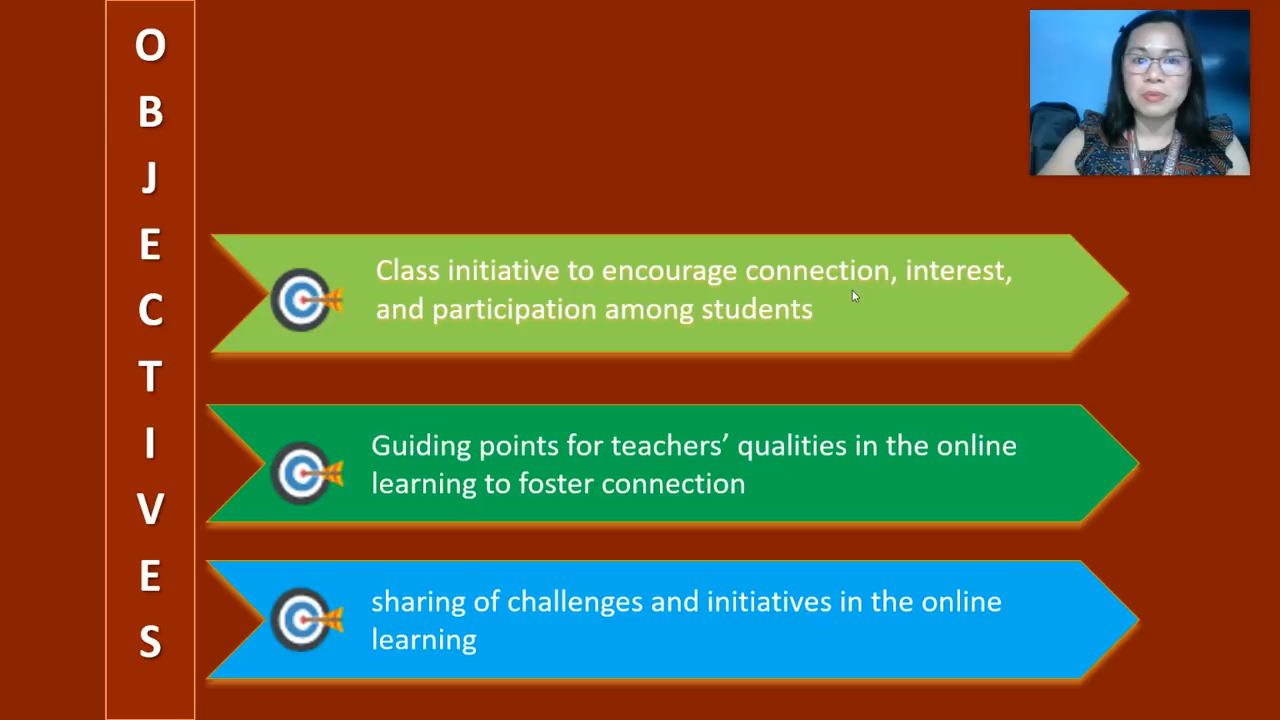 OBJECTIVES
Class initiative to encourage connection, interest,
and participation among students
Guiding points for teachers’ qualities in the online
learning to foster connection
sharing of challenges and initiatives in the online
learning